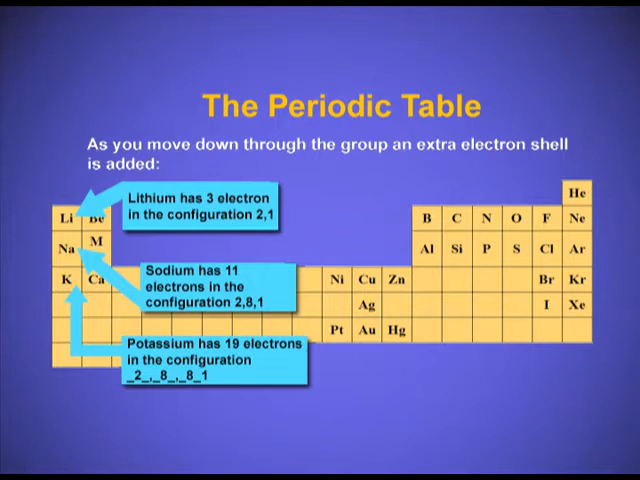 The Periodic Table
As you move down through the group an extra electron shell
is added:
He
Lithium has 3 electron
in the configuration 2,1
Li Be B C N O F Ne
Na M Al Si P S Cl Ar
Sodium has 11
electrons in the
configuration 2,8,1
K Ca Ni Cu Zn Br Kr
Ag I Xe
Pt Au Hg
Potassium has 19 electrons
in the configuration
_2_,_8_,_8_1